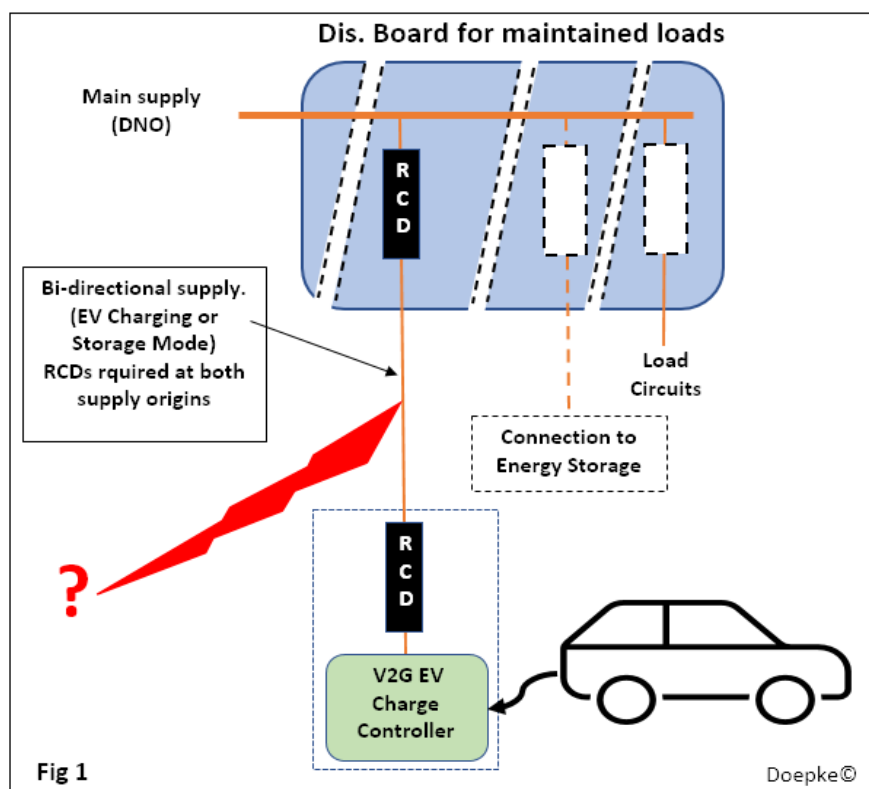 Dis. Board for maintained loads
Main supply
(DNO)
R
C
D
Bi-directional supply.
(EV Charging or
Storage Mode)
RCDs rquired at both
supply origins
Load
Circuits
Connection to
Energy Storage
?
R
C
D
V2G EV
Charge
Controller
Fig 1
Doepke©